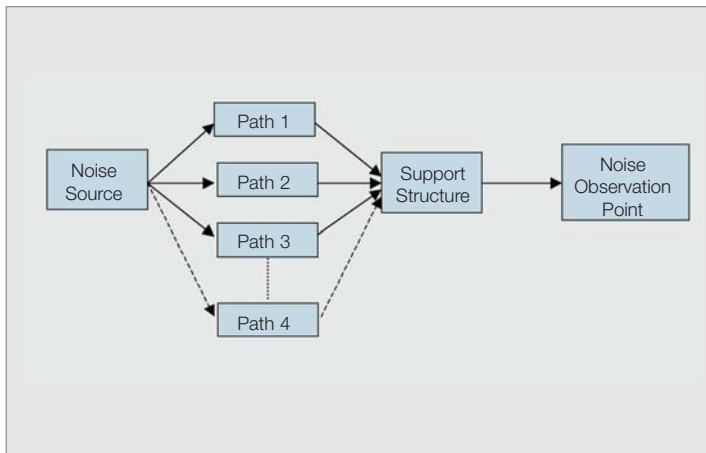 Noise
Source
Path 1
Path 2
Path 3
Path 4
Support
Structure
Noise
Observation
Point